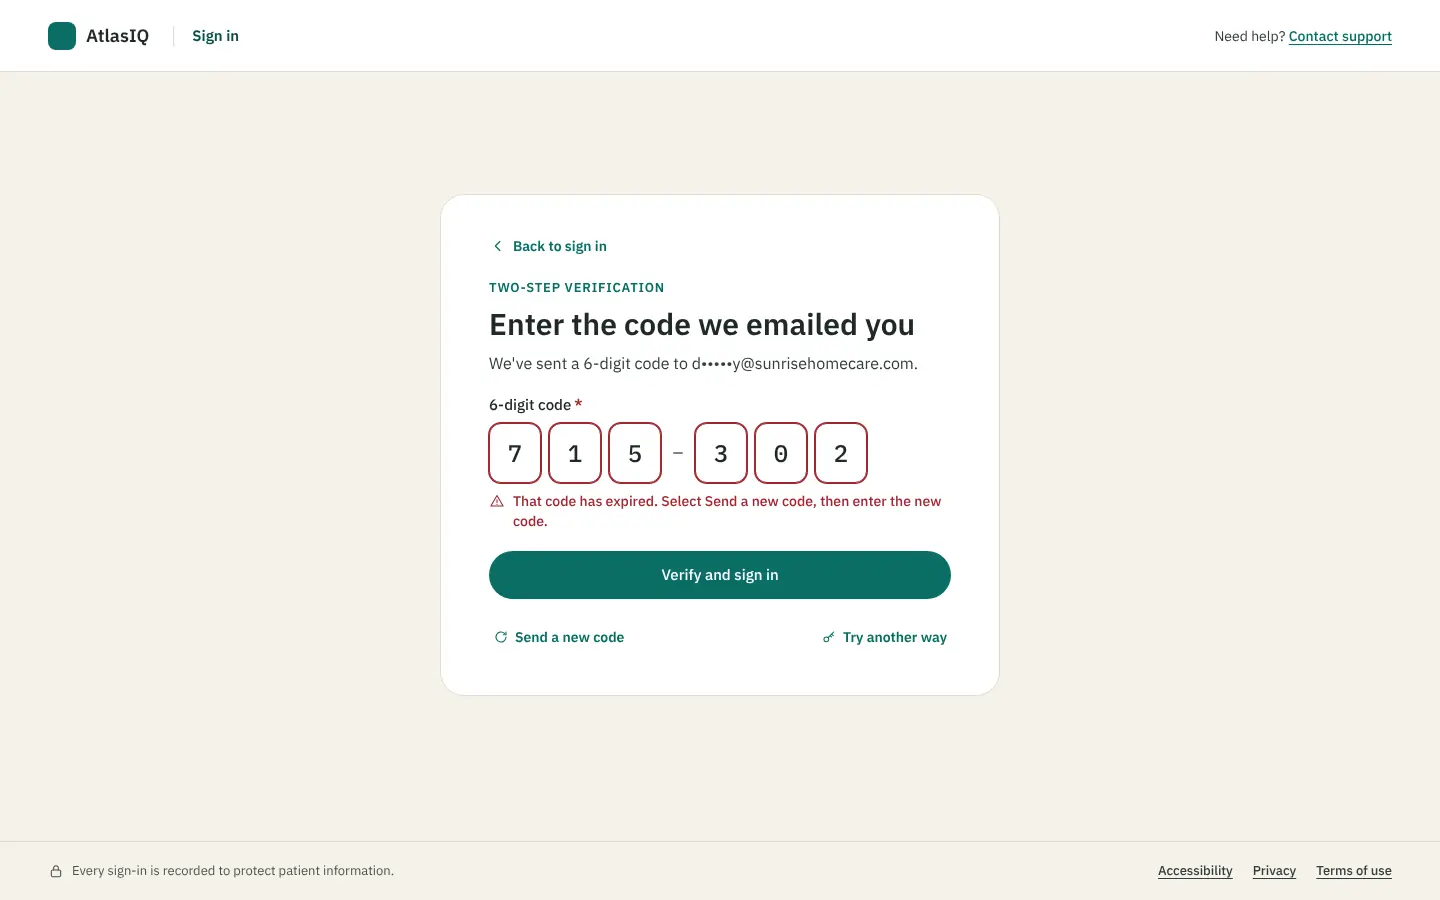 AtlasIQ
Sign in
Need help? Contact support
Back to sign in
TWO-STEP VERIFICATION
Enter the code we emailed you
We've sent a 6-digit code to d•••••y@sunrisehomecare.com.
6-digit code *
7 1 5 – 3 0 2
That code has expired. Select Send a new code, then enter the new
code.
Verify and sign in
Send a new code
Try another way
Every sign-in is recorded to protect patient information.
Accessibility
Privacy
Terms of use